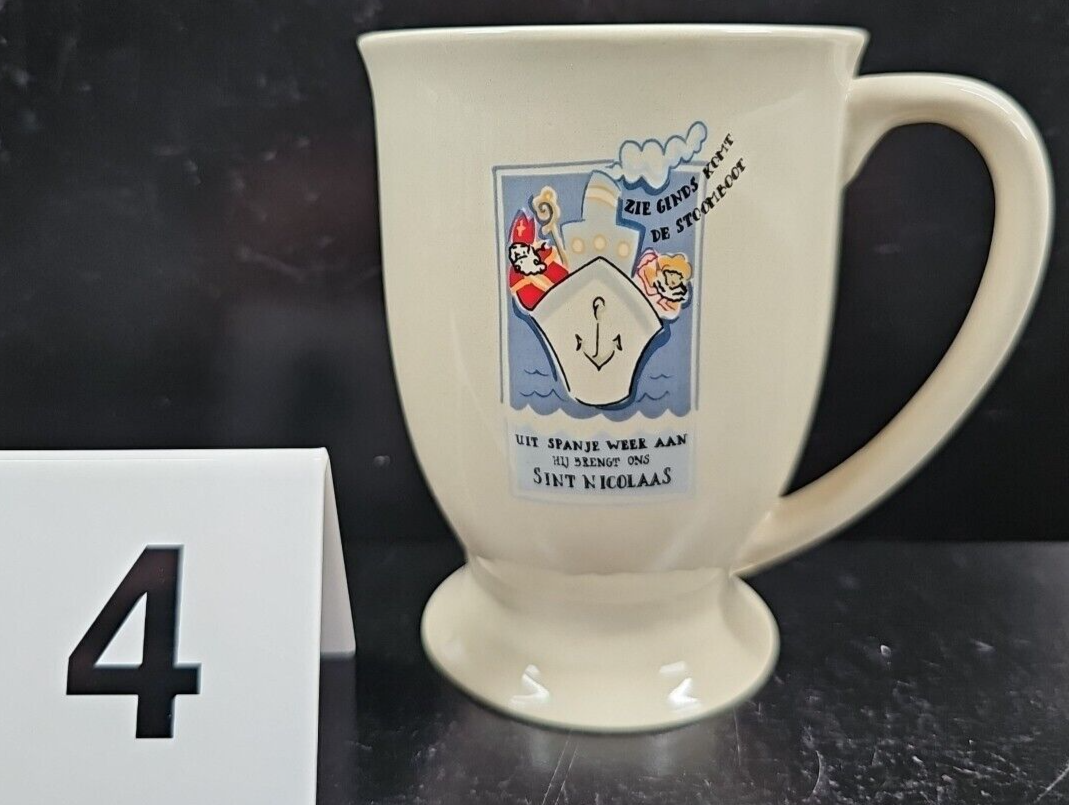 ZIE GINDS KOMT
DE STOOMBOOT
UIT SPANJE WEER AAN
HIJ BRENGT ONS
SINT NICOLAAS
4